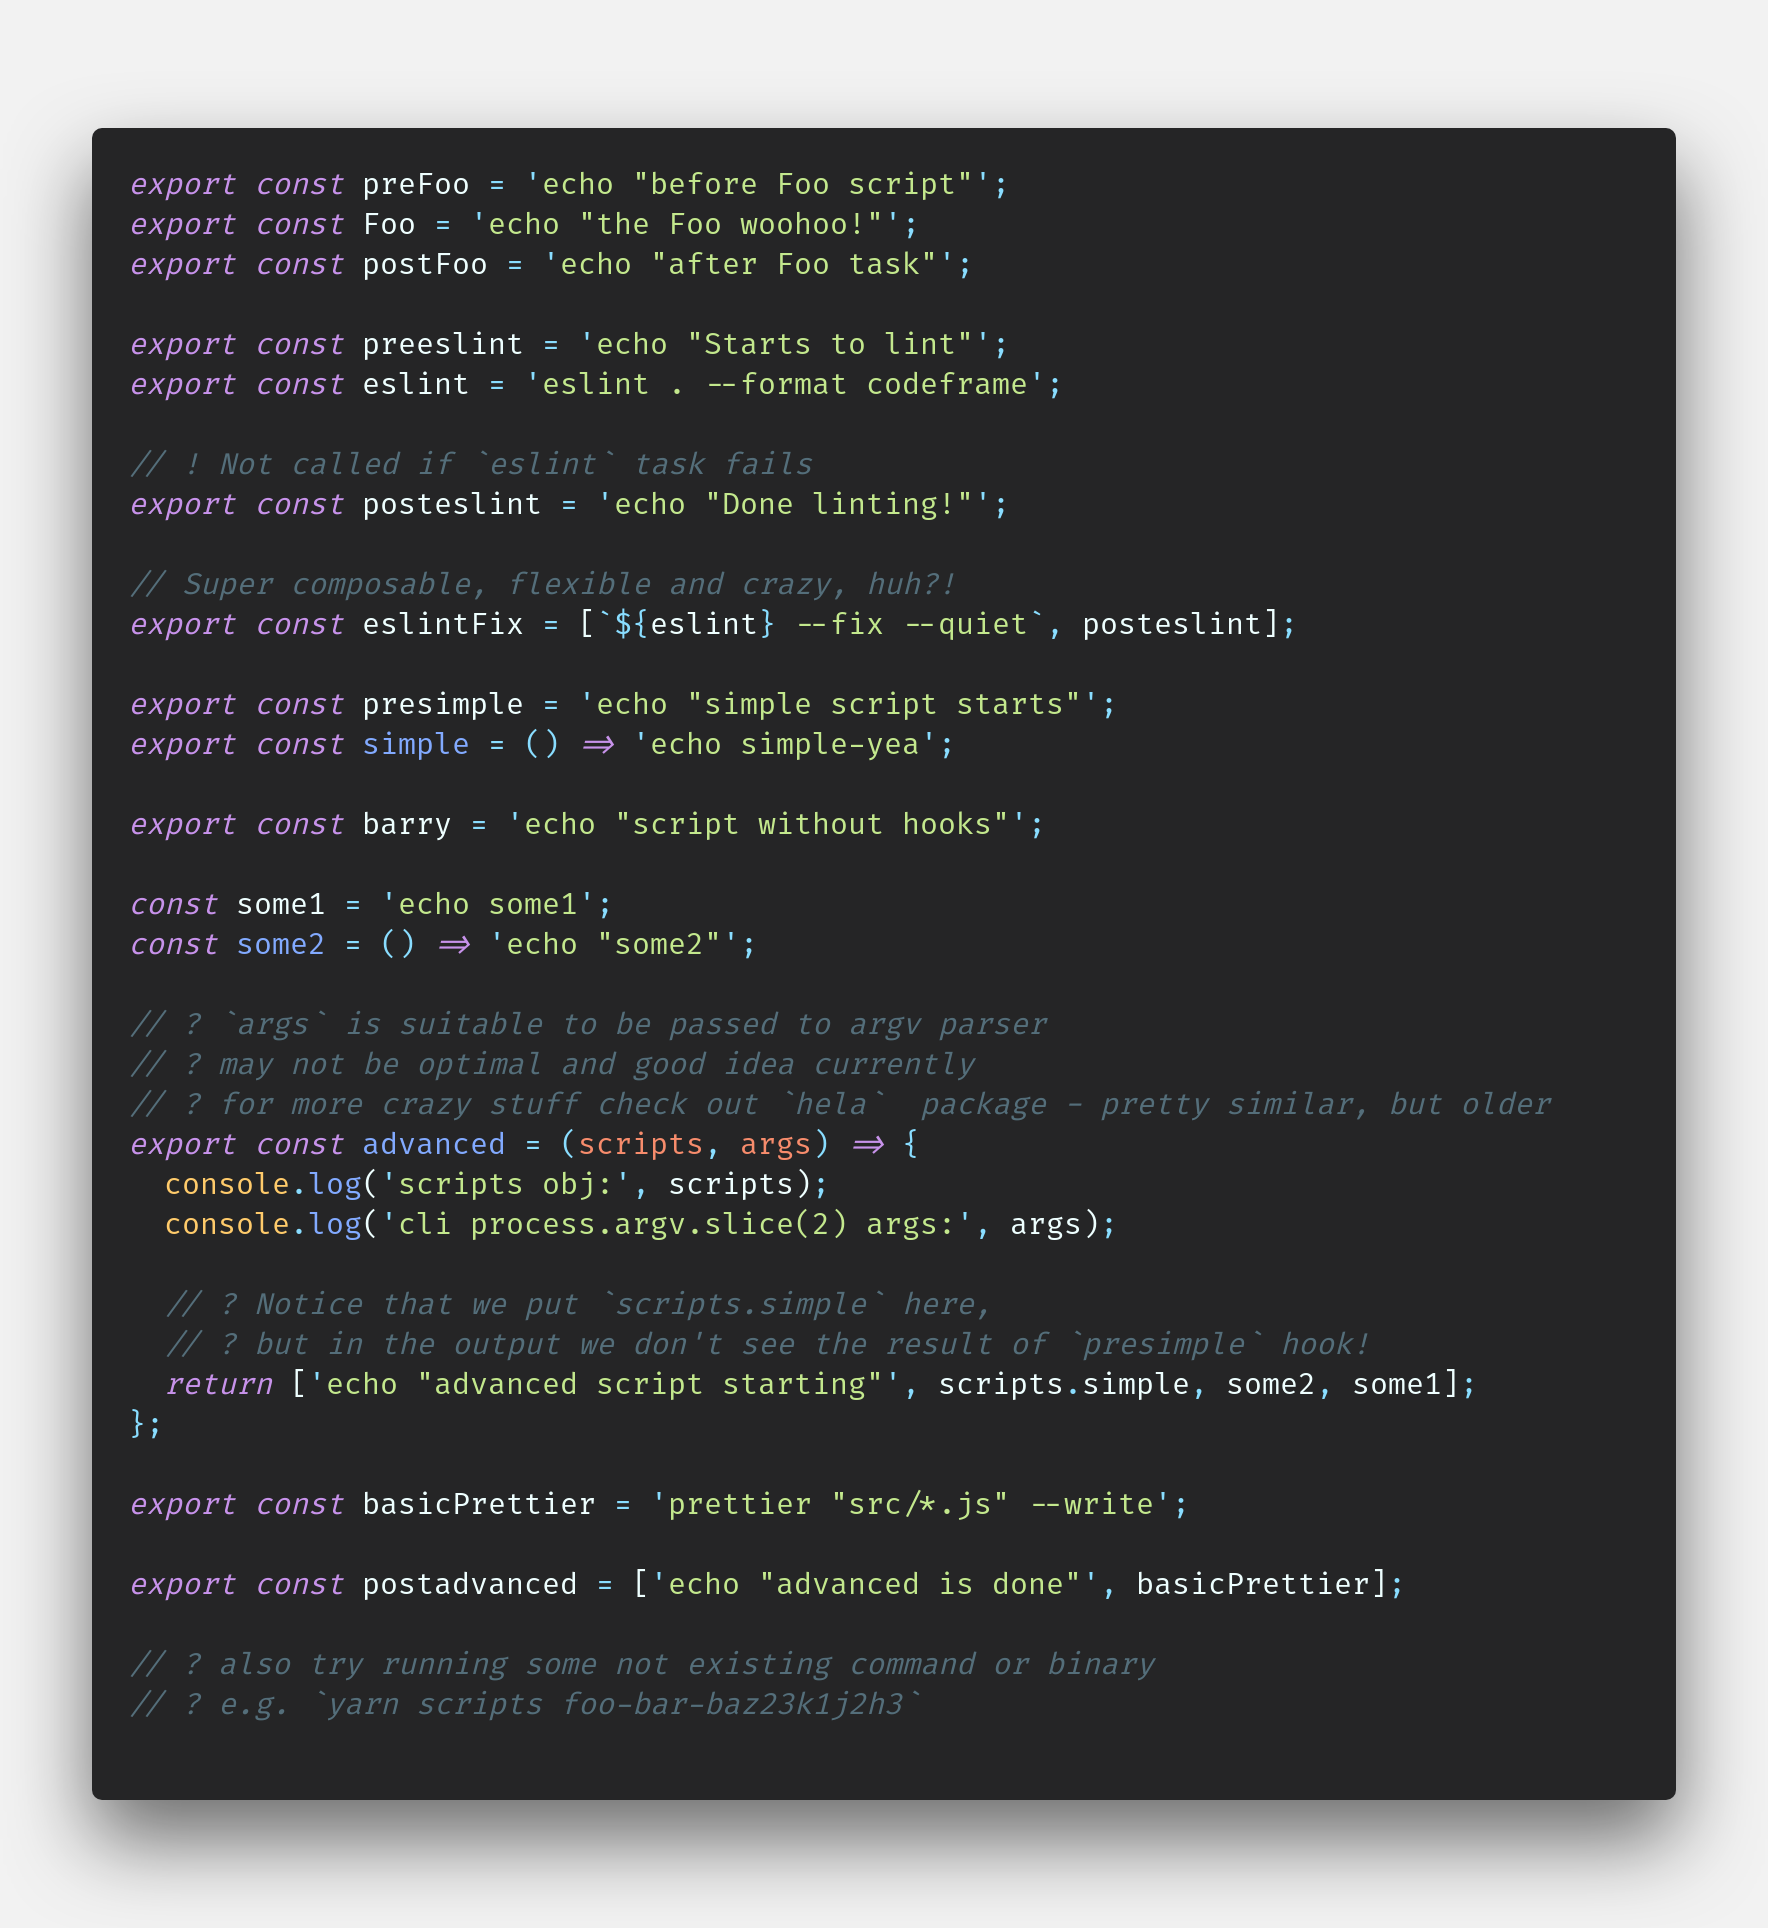 export const preFoo = 'echo "before Foo script"';
export const Foo = 'echo "the Foo woohoo!"';
export const postFoo = 'echo "after Foo task"';

export const preeslint = 'echo "Starts to lint"';
export const eslint = 'eslint . --format codeframe';

// ! Not called if `eslint` task fails
export const posteslint = 'echo "Done linting!"';

// Super composable, flexible and crazy, huh?!
export const eslintFix = [`${eslint} --fix --quiet`, posteslint];

export const presimple = 'echo "simple script starts"';
export const simple = () => 'echo simple-yea';

export const barry = 'echo "script without hooks"';

const some1 = 'echo some1';
const some2 = () => 'echo "some2"';

// ? `args` is suitable to be passed to argv parser
// ? may not be optimal and good idea currently
// ? for more crazy stuff check out `hela`  package - pretty similar, but older
export const advanced = (scripts, args) => {
  console.log('scripts obj:', scripts);
  console.log('cli process.argv.slice(2) args:', args);

  // ? Notice that we put `scripts.simple` here,
  // ? but in the output we don't see the result of `presimple` hook!
  return ['echo "advanced script starting"', scripts.simple, some2, some1];
};

export const basicPrettier = 'prettier "src/*.js" --write';

export const postadvanced = ['echo "advanced is done"', basicPrettier];

// ? also try running some not existing command or binary
// ? e.g. `yarn scripts foo-bar-baz23k1j2h3`